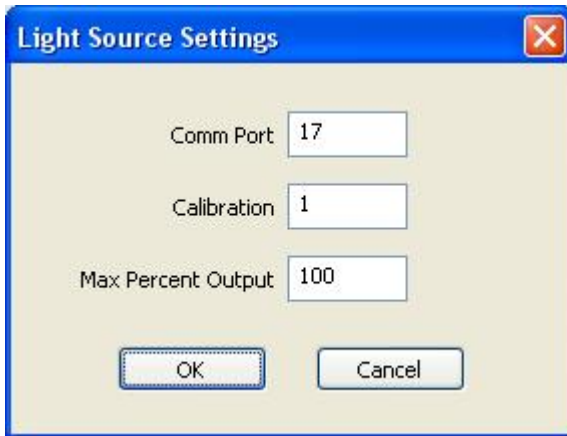 Light Source Settings
Comm Port 17
Calibration 1
Max Percent Output 100
OK Cancel